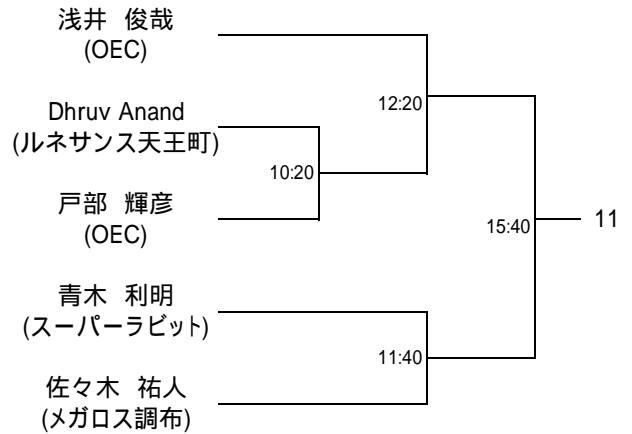 浅井 俊哉
(OEC)
12:20
Dhruv Anand
(ルネサンス天王町)
10:20
戸部 輝彦
(OEC)
15:40
11
青木 利明
(スーパーラビット)
11:40
佐々木 祐人
(メガロス調布)